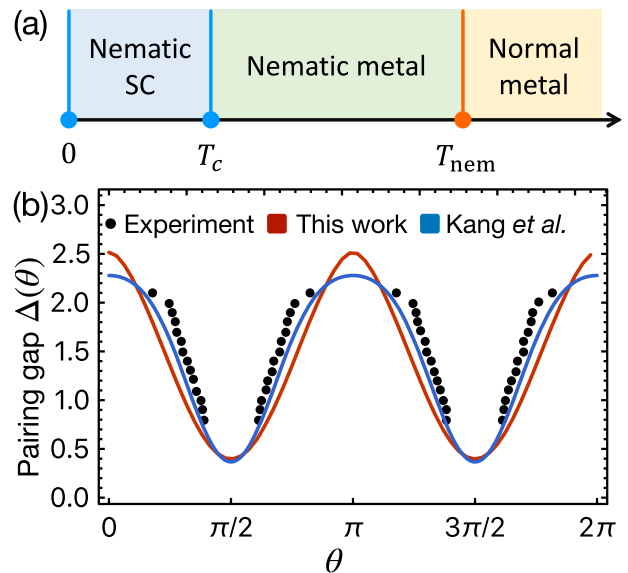 (a)
Nematic SC
Nematic metal
Normal metal
0
T_c
T_nem
(b)
Experiment
This work
Kang et al.
Pairing gap Δ(θ)
3.0
2.5
2.0
1.5
1.0
0.5
0.0
0
π/2
π
3π/2
2π
θ